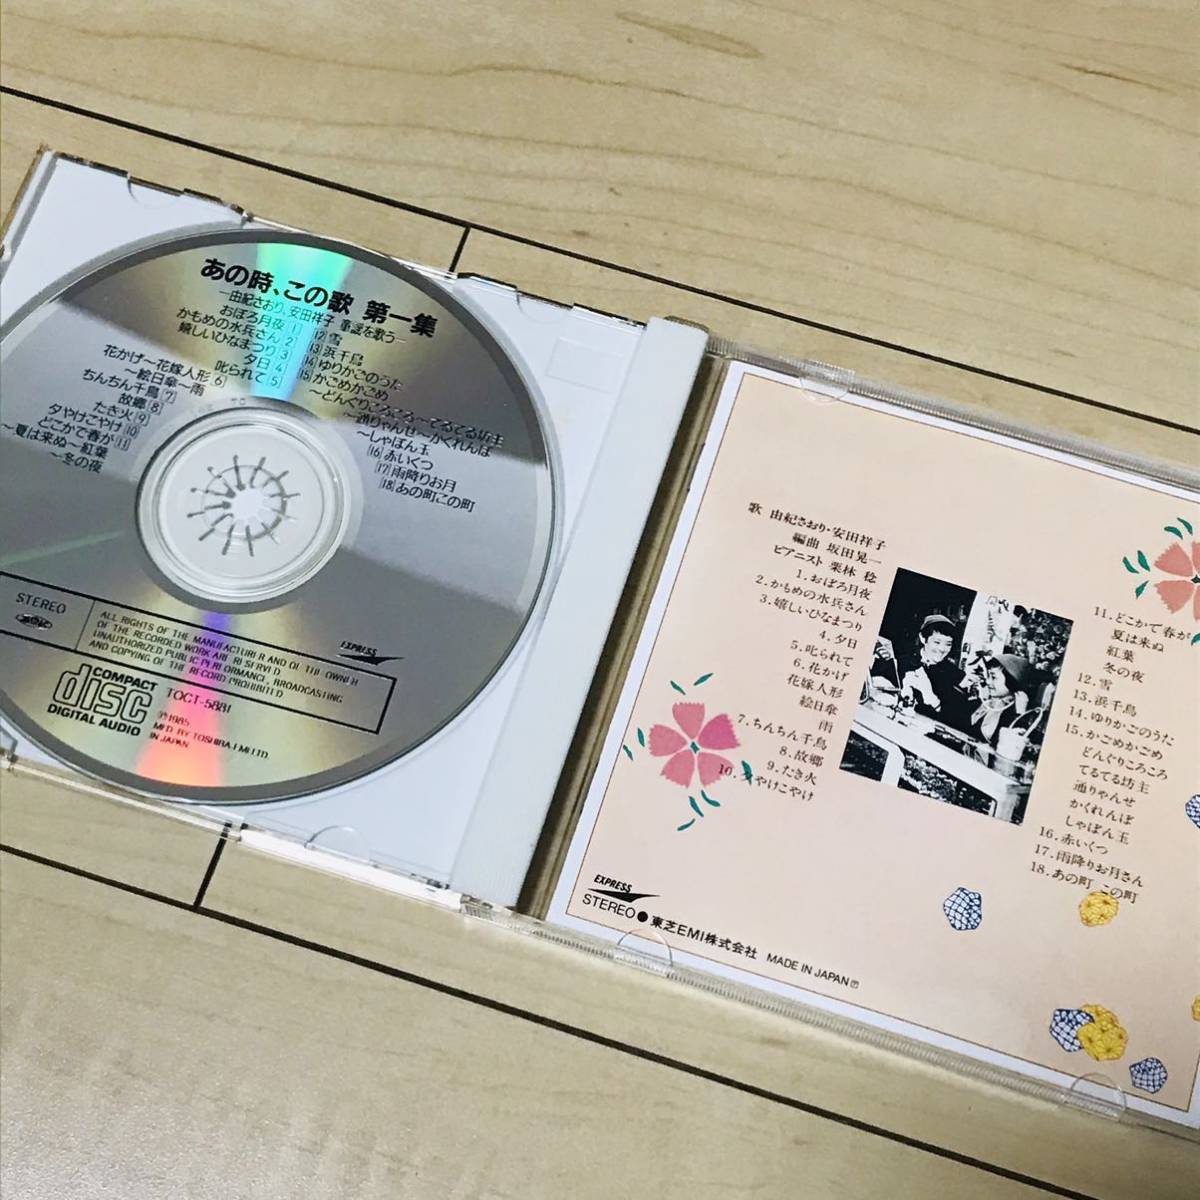 あの時、この歌 第一集
―由紀さおり、安田祥子 童謡を歌う―
おぼろ月夜 1
かもめの水兵さん 2
嬉しいひなまつり 3
夕日 4
叱られて 5
花かげ～花嫁人形 6
～絵日傘～雨
ちんちん千鳥 7
故郷 8
たき火 9
夕やけこやけ 10
どこかで春が 11
～夏は来ぬ～紅葉
～冬の夜
12 雪
13 浜千鳥
14 ゆりかごのうた
15 かごめかごめ
～どんぐりころころ～てるてる坊主
～通りゃんせ～かくれんぼ
～しゃぼん玉
16 赤いくつ
17 雨降りお月
18 あの町この町
STEREO
ALL RIGHTS OF THE MANUFACTURER AND OF THE OWNER
OF THE RECORDED WORK ARE RESERVED.
UNAUTHORIZED PUBLIC PERFORMANCE, BROADCASTING
AND COPYING OF THE RECORD PROHIBITED.
EXPRESS
COMPACT
disc
DIGITAL AUDIO
TOCT-5881
℗1985
MF'D. BY TOSHIBA-EMI LTD.
IN JAPAN
歌 由紀さおり・安田祥子
編曲 坂田晃一
ピアニスト 栗林 稔
1．おぼろ月夜
2．かもめの水兵さん
3．嬉しいひなまつり
4．夕日
5．叱られて
6．花かげ
花嫁人形
絵日傘
雨
7．ちんちん千鳥
8．故郷
9．たき火
10．夕やけこやけ
11．どこかで春が
夏は来ぬ
紅葉
冬の夜
12．雪
13．浜千鳥
14．ゆりかごのうた
15．かごめかごめ
どんぐりころころ
てるてる坊主
通りゃんせ
かくれんぼ
しゃぼん玉
16．赤いくつ
17．雨降りお月さん
18．あの町 この町
EXPRESS
STEREO ● 東芝EMI株式会社 MADE IN JAPAN